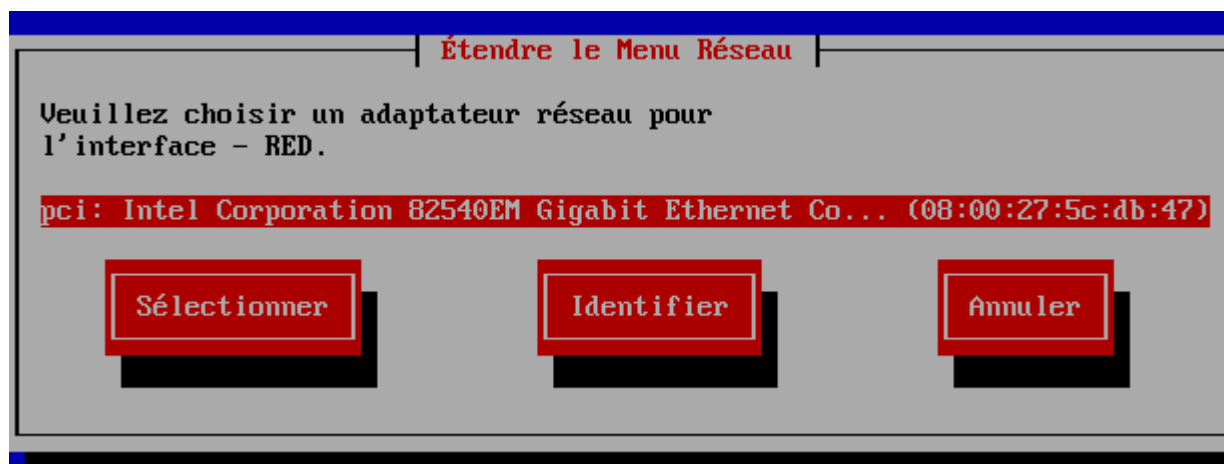 Étendre le Menu Réseau
Veuillez choisir un adaptateur réseau pour
l'interface - RED.
pci: Intel Corporation 82540EM Gigabit Ethernet Co... (08:00:27:5c:db:47)
Sélectionner Identifier Annuler